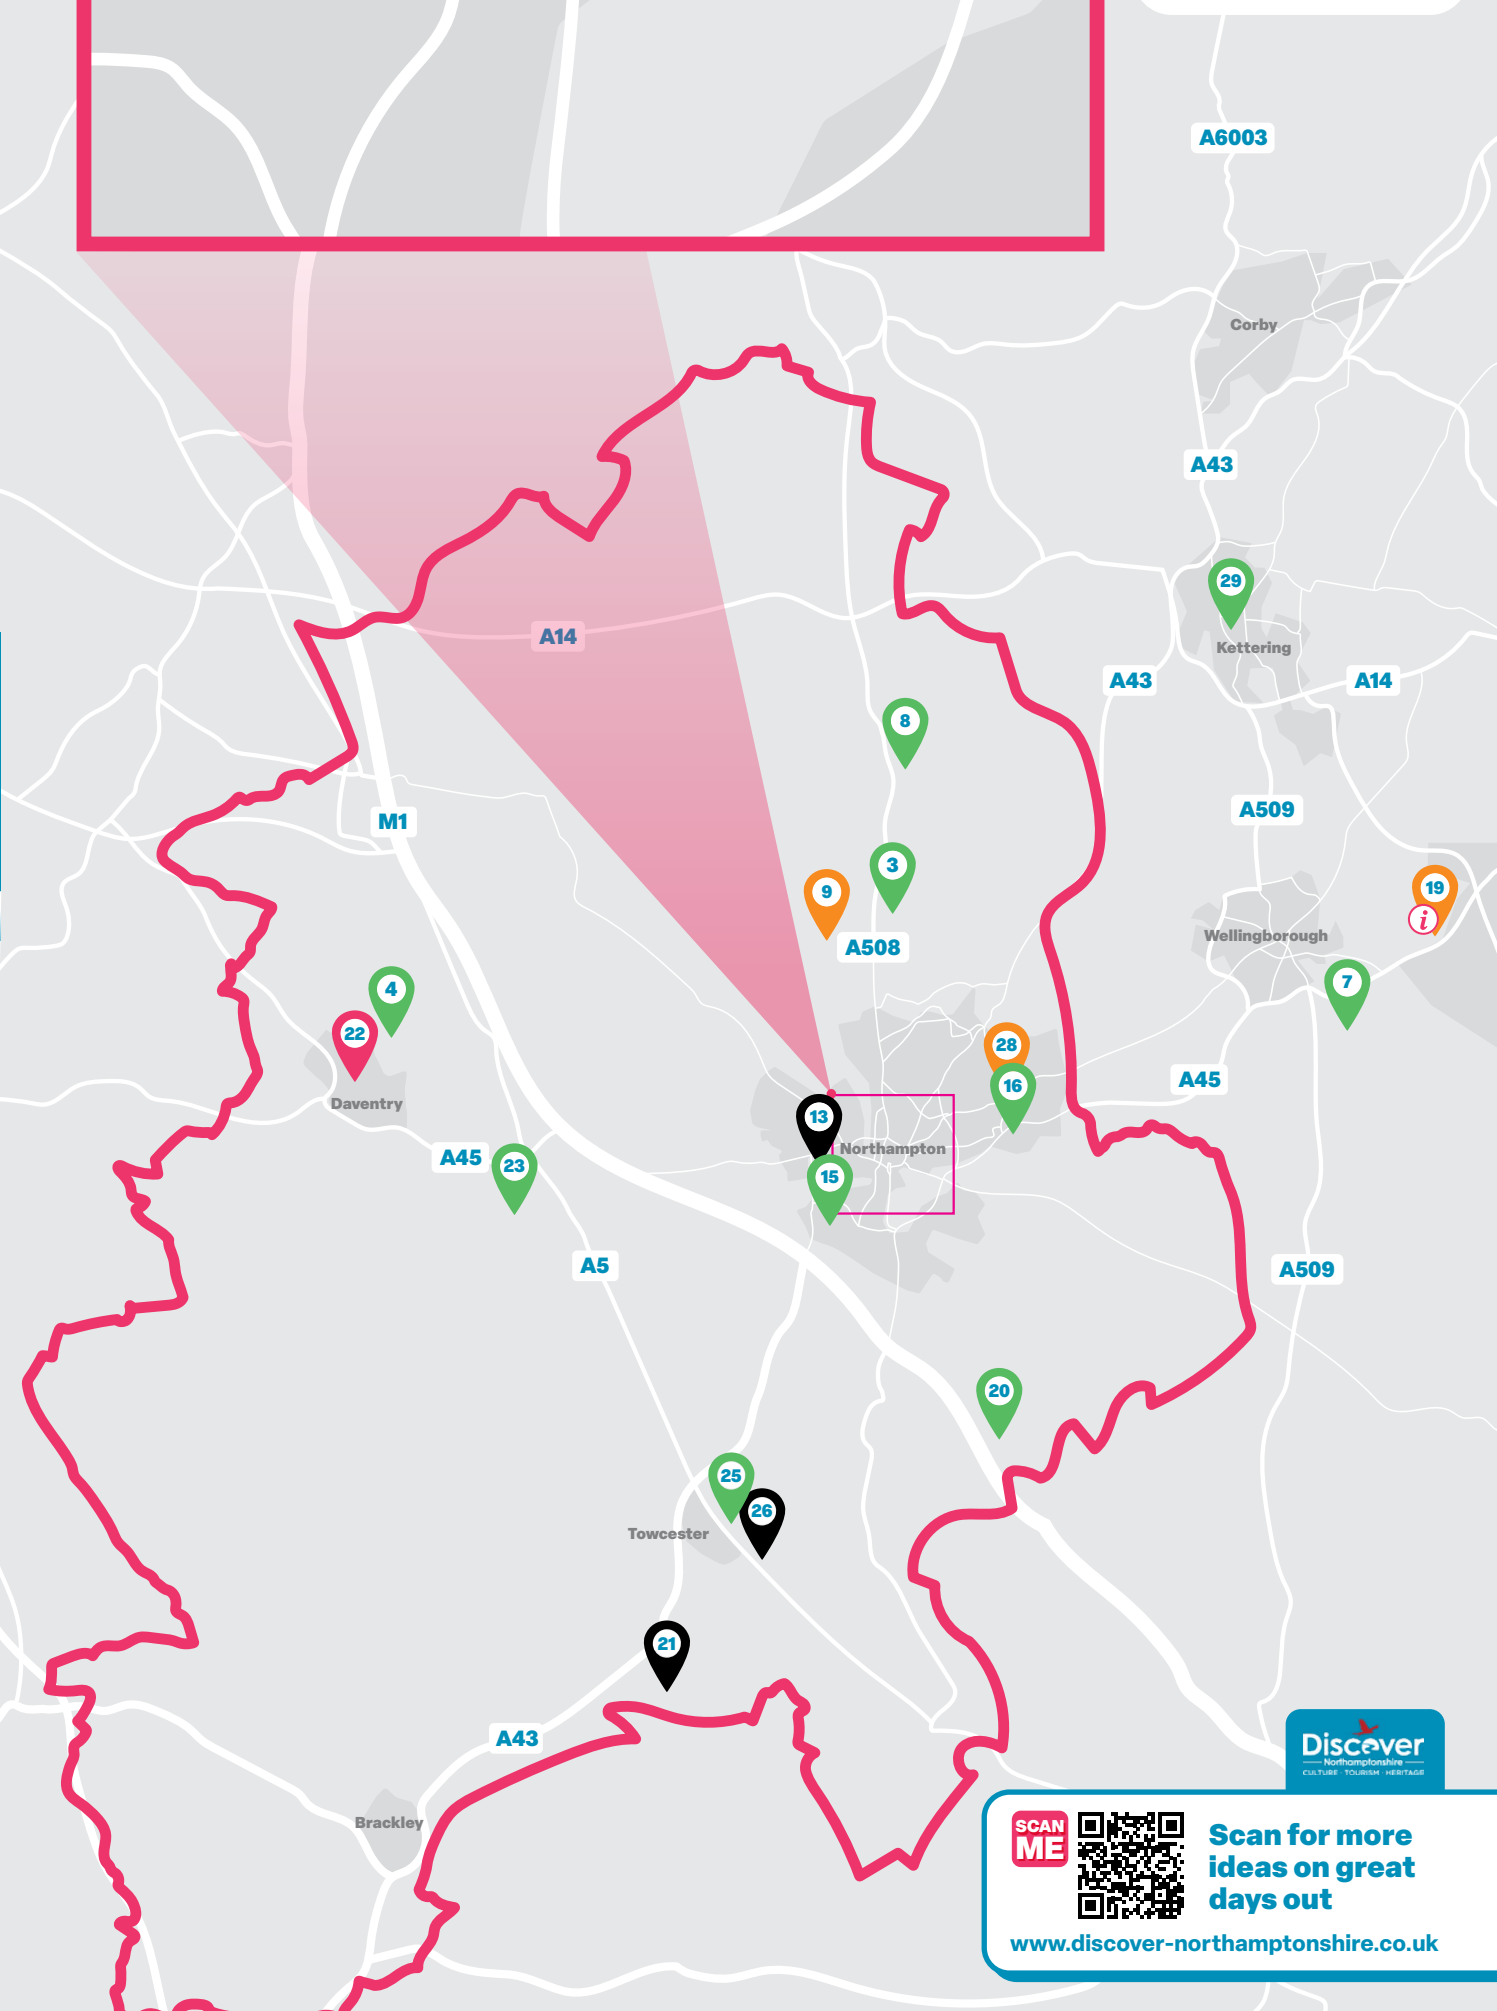 A6003
Corby
A43
29
Kettering
A14
A43
A14
8
M1
A509
3
9
19
i
A508
Wellingborough
4
7
22
28
A45
16
Daventry
13
Northampton
A45
23
15
A5
A509
20
25
26
Towcester
21
A43
Discover
Northamptonshire
CULTURE · TOURISM · HERITAGE
Brackley
SCAN
ME
Scan for more
ideas on great
days out
www.discover-northamptonshire.co.uk